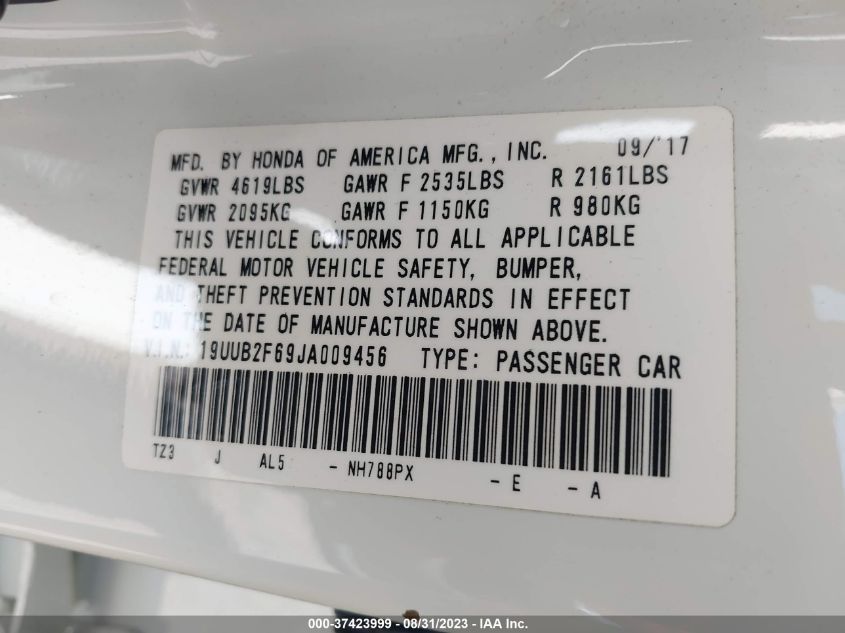 MFD. BY HONDA OF AMERICA MFG., INC. 09/'17
GVWR 4619LBS GAWR F 2535LBS R 2161LBS
GVWR 2095KG GAWR F 1150KG R 980KG
THIS VEHICLE CONFORMS TO ALL APPLICABLE
FEDERAL MOTOR VEHICLE SAFETY, BUMPER,
AND THEFT PREVENTION STANDARDS IN EFFECT
ON THE DATE OF MANUFACTURE SHOWN ABOVE.
V.I.N.: 19UUB2F69JA009456 TYPE: PASSENGER CAR
TZ3 J AL5 - NH788PX - E - A
000-37423999 - 08/31/2023 - IAA Inc.